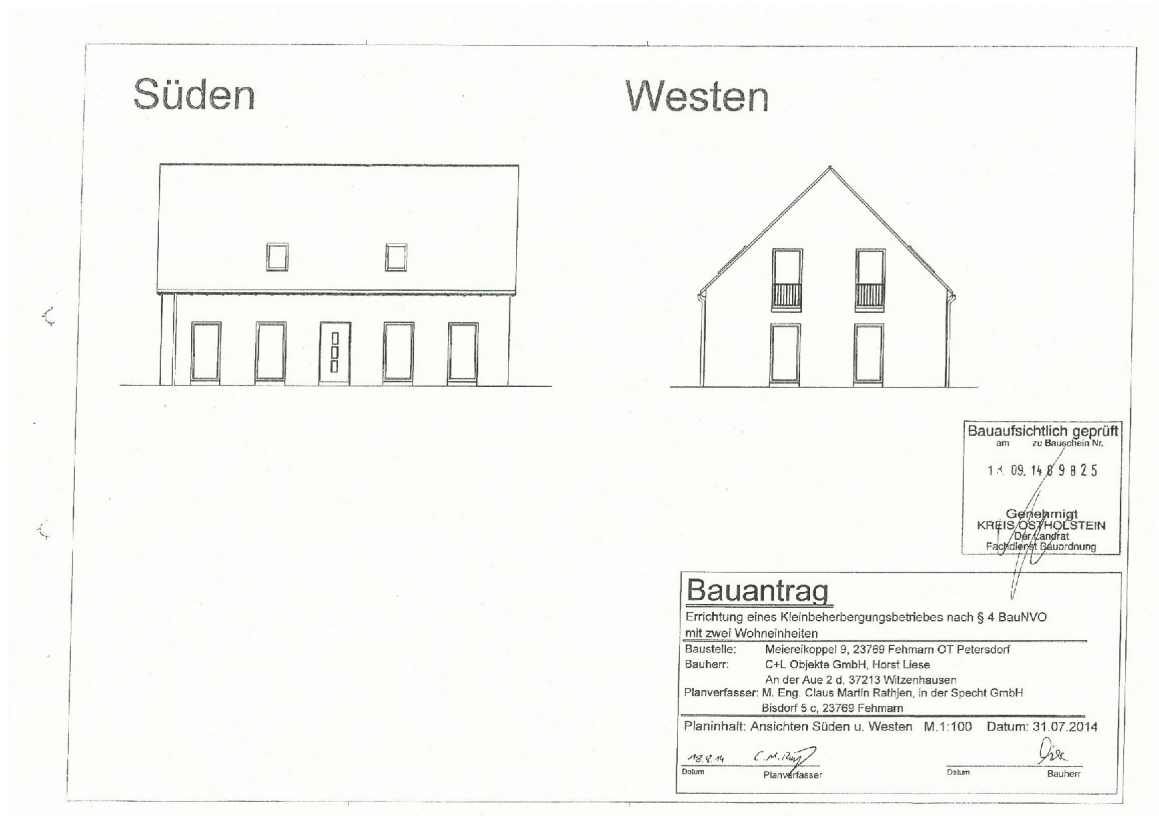 Süden
Westen
Bauaufsichtlich geprüft
am zu Bauschein Nr.
09. 14
Genehmigt
KREIS OSTHOLSTEIN
Der Landrat
Fachdienst Bauordnung
Bauantrag
Errichtung eines Kleinbeherbergungsbetriebes nach § 4 BauNVO
mit zwei Wohneinheiten
Baustelle: Meiereikoppel 9, 23769 Fehmarn OT Petersdorf
Bauherr: C+L Objekte GmbH, Horst Liese
An der Aue 2 d, 37213 Witzenhausen
Planverfasser: M. Eng. Claus Martin Rathjen, in der Specht GmbH
Bisdorf 5 c, 23769 Fehmarn
Planinhalt: Ansichten Süden u. Westen M.1:100 Datum: 31.07.2014
Datum Planverfasser Datum Bauherr